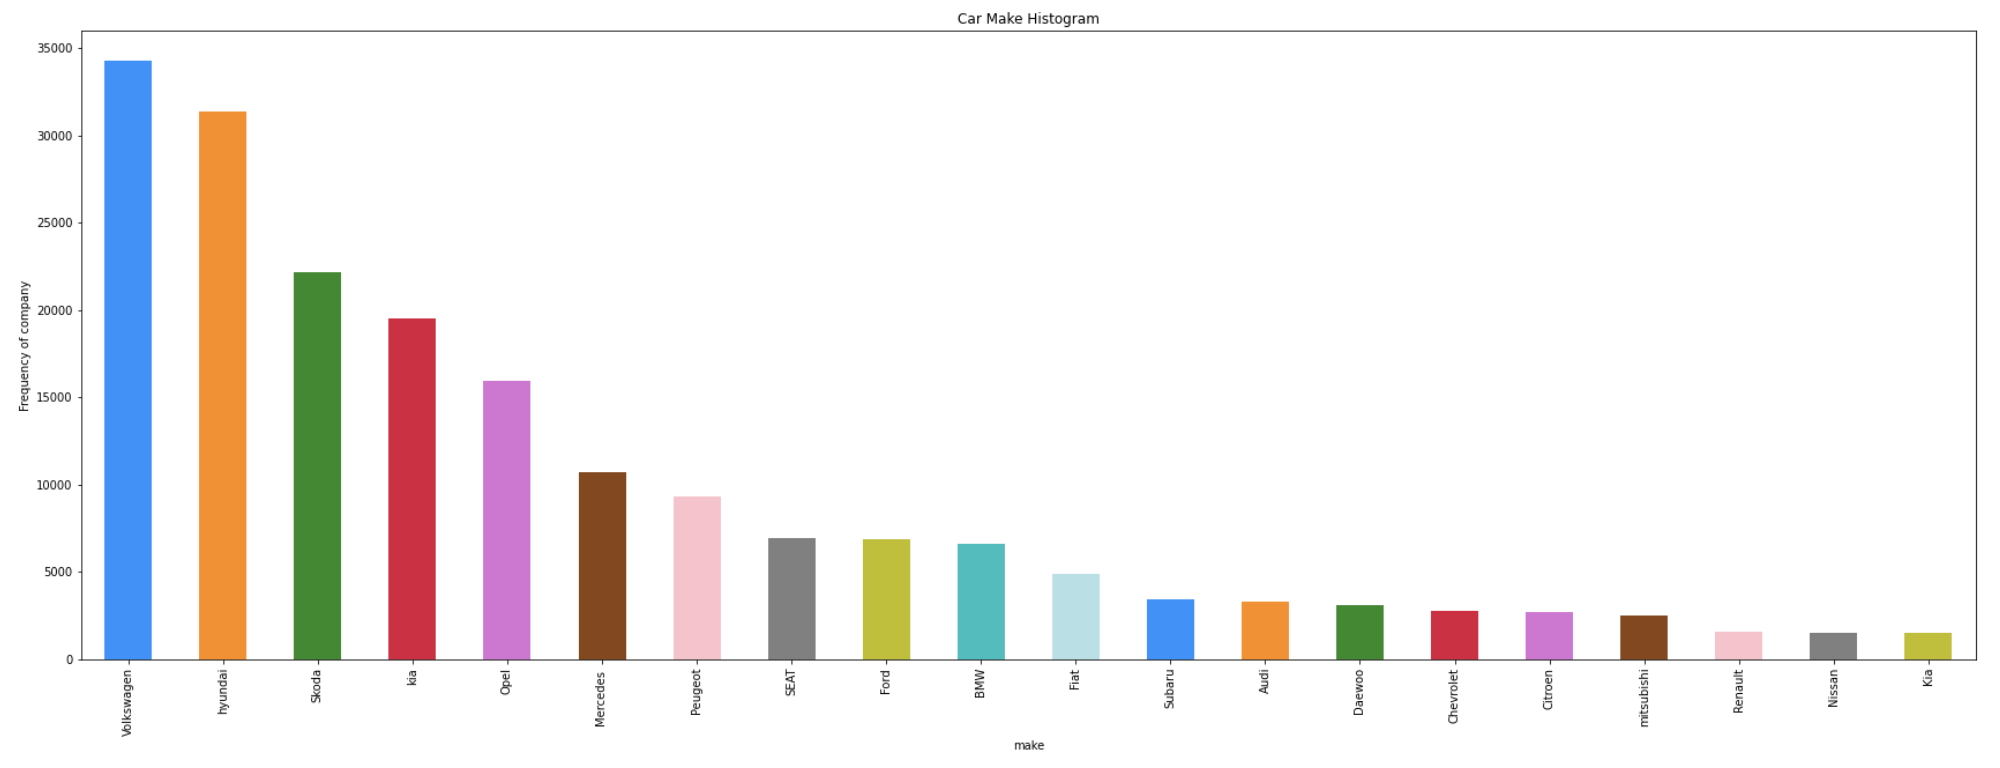 Car Make Histogram
Frequency of company
35000
30000
25000
20000
15000
10000
5000
0
Volkswagen
hyundai
Skoda
kia
Opel
Mercedes
Peugeot
SEAT
Ford
BMW
Fiat
Subaru
Audi
Daewoo
Chevrolet
Citroen
mitsubishi
Renault
Nissan
Kia
make